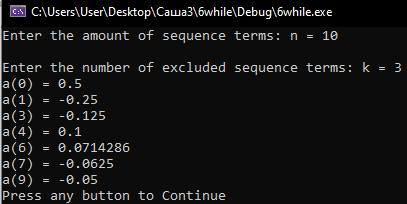 C:\Users\User\Desktop\Саша3\6while\Debug\6while.exe
Enter the amount of sequence terms: n = 10
Enter the number of excluded sequence terms: k = 3
a(0) = 0.5
a(1) = -0.25
a(3) = -0.125
a(4) = 0.1
a(6) = 0.0714286
a(7) = -0.0625
a(9) = -0.05
Press any button to Continue